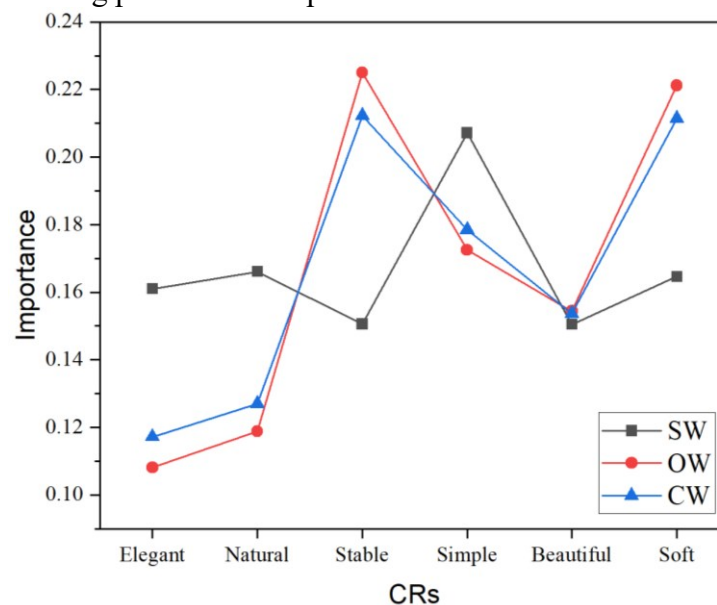 0.24
0.22
0.20
0.18
0.16
0.14
0.12
0.10
Importance
Elegant Natural Stable Simple Beautiful Soft
CRs
SW
OW
CW